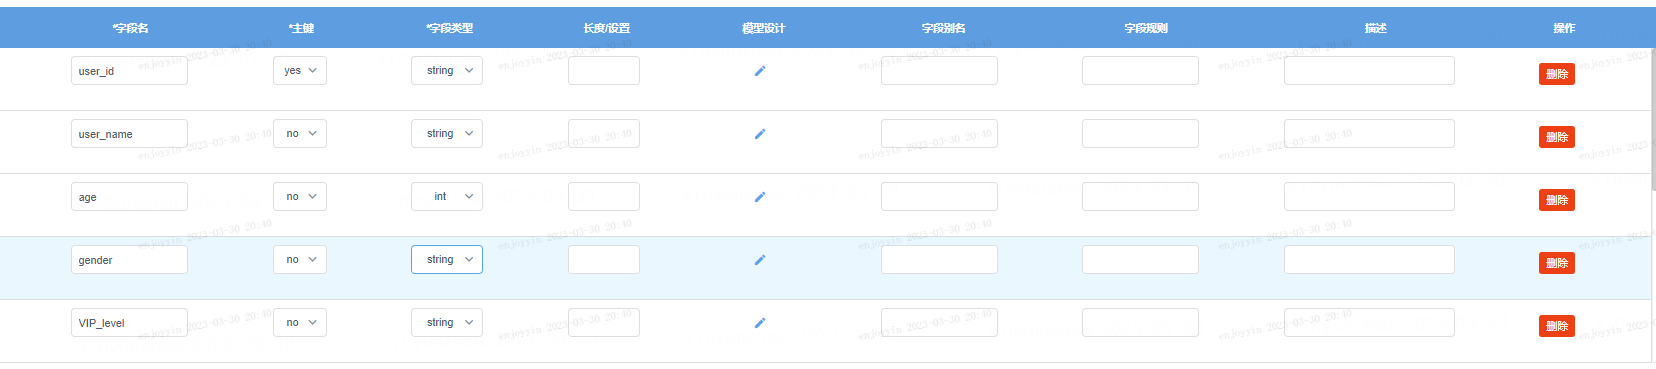 *字段名 *主键 *字段类型 长度/设置 模型设计 字段别名 字段规则 描述 操作
user_id yes string 删除
user_name no string 删除
age no int 删除
gender no string 删除
VIP_level no string 删除
enjoyyin 2023-03-30 20:40